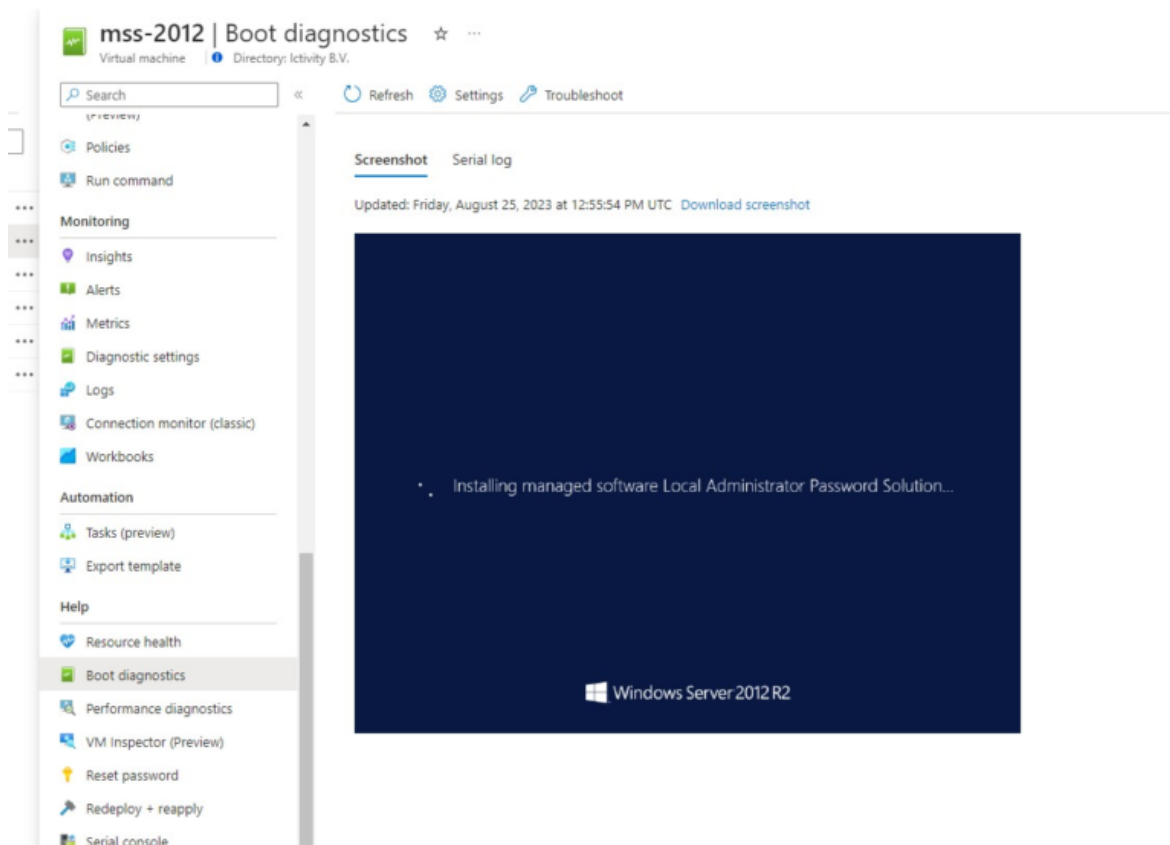 mss-2012 | Boot diagnostics
Virtual machine
Directory: Ictivity B.V.
Search
Refresh
Settings
Troubleshoot
(Preview)
Policies
Run command
Monitoring
Insights
Alerts
Metrics
Diagnostic settings
Logs
Connection monitor (classic)
Workbooks
Automation
Tasks (preview)
Export template
Help
Resource health
Boot diagnostics
Performance diagnostics
VM Inspector (Preview)
Reset password
Redeploy + reapply
Serial console
Screenshot
Serial log
Updated: Friday, August 25, 2023 at 12:55:54 PM UTC Download screenshot
Installing managed software Local Administrator Password Solution...
Windows Server 2012 R2